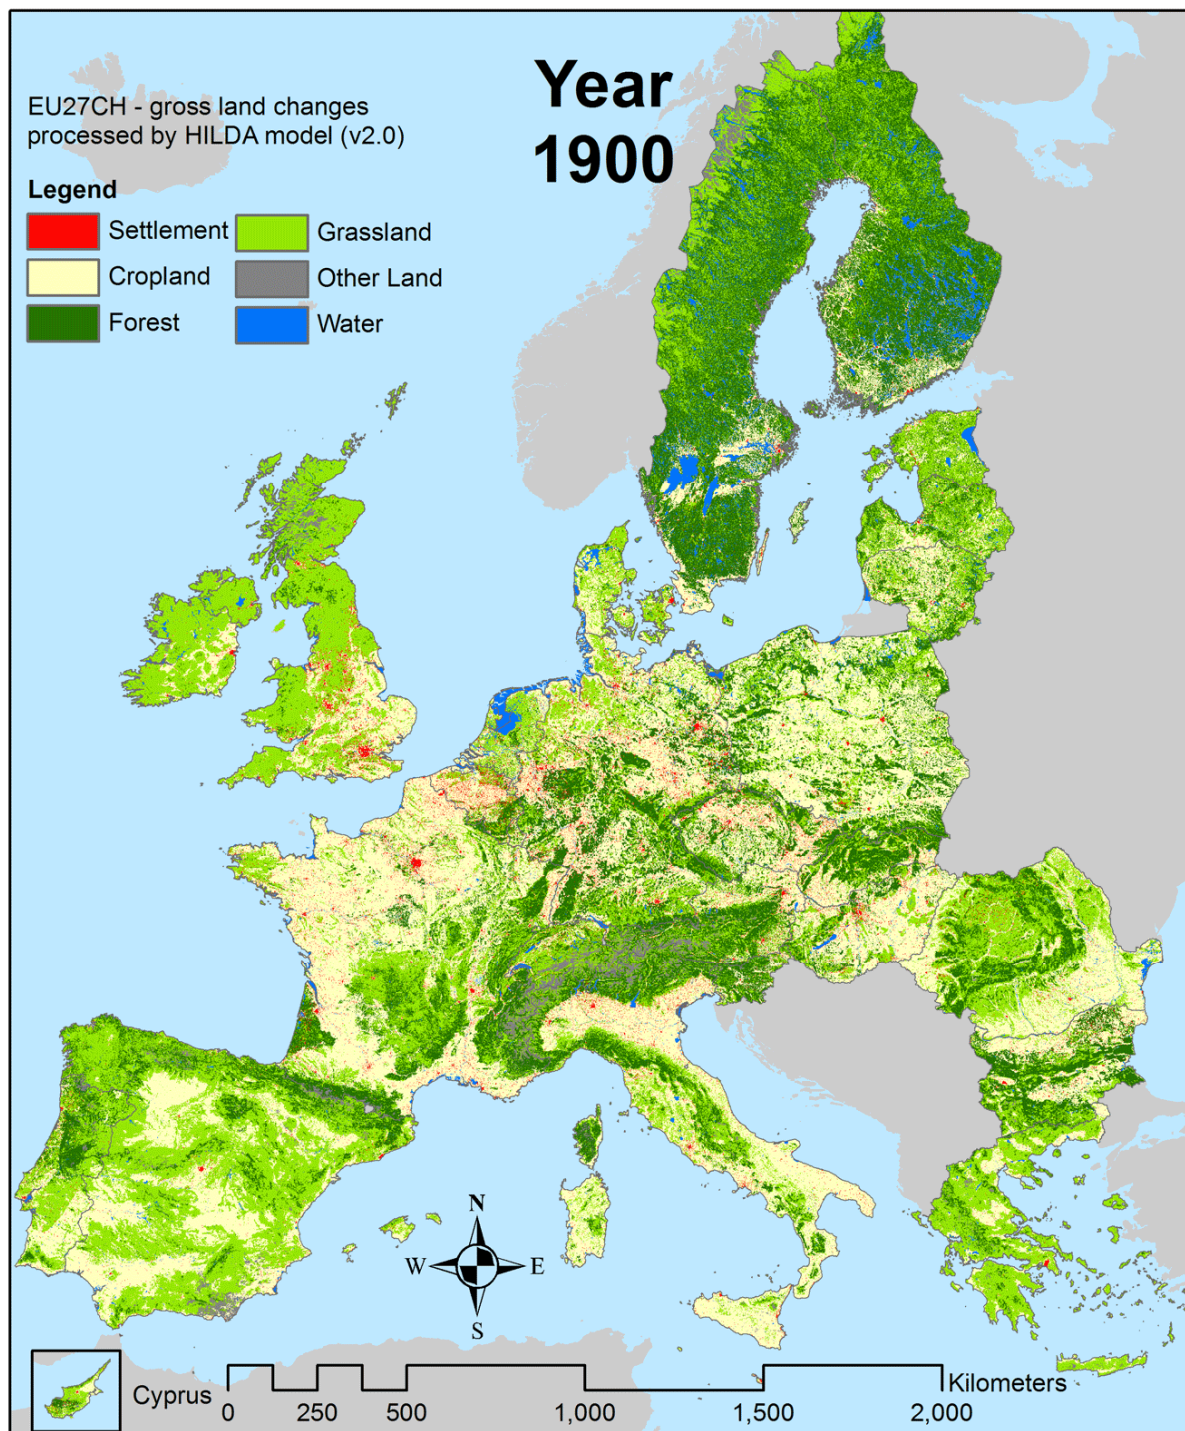 Year
1900
EU27CH - gross land changes
processed by HILDA model (v2.0)
Legend
Settlement
Grassland
Cropland
Other Land
Forest
Water
N
W
E
S
Cyprus
Kilometers
0
250
500
1,000
1,500
2,000